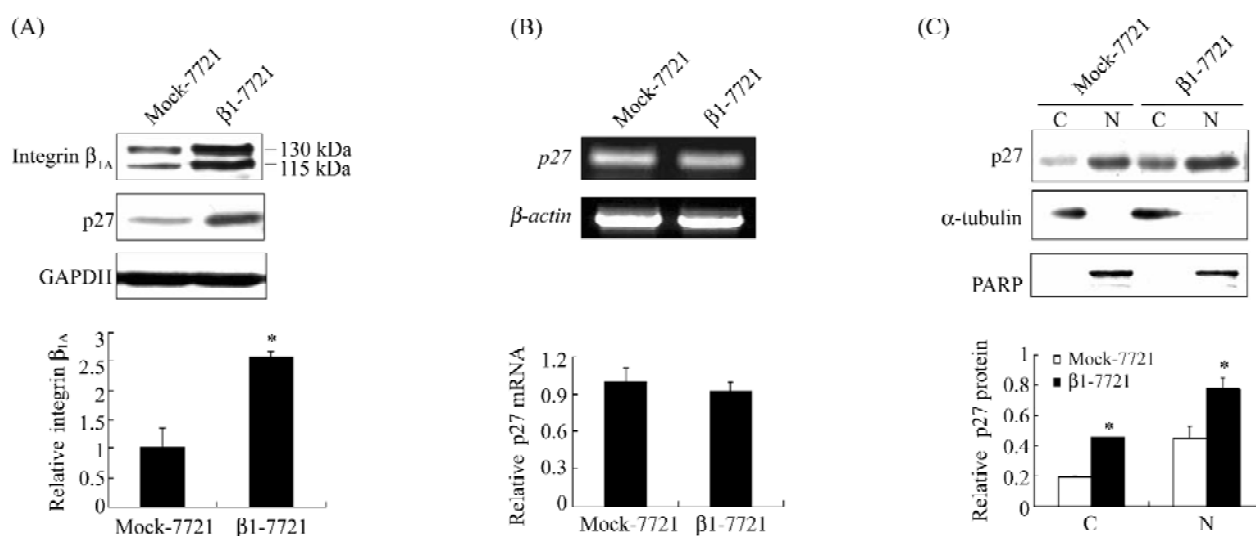 (A)
Mock-7721
β1-7721
Integrin β1A
130 kDa
115 kDa
p27
GAPDII
Relative integrin β1A
3
2.5
2
1.5
1
0.5
0
*
Mock-7721
β1-7721
(B)
Mock-7721
β1-7721
p27
β-actin
Relative p27 mRNA
1.2
0.9
0.6
0.3
0
Mock-7721
β1-7721
(C)
Mock-7721
β1-7721
C N C N
p27
α-tubulin
PARP
Relative p27 protein
1
0.8
0.6
0.4
0.2
0
Mock-7721
β1-7721
*
*
C
N